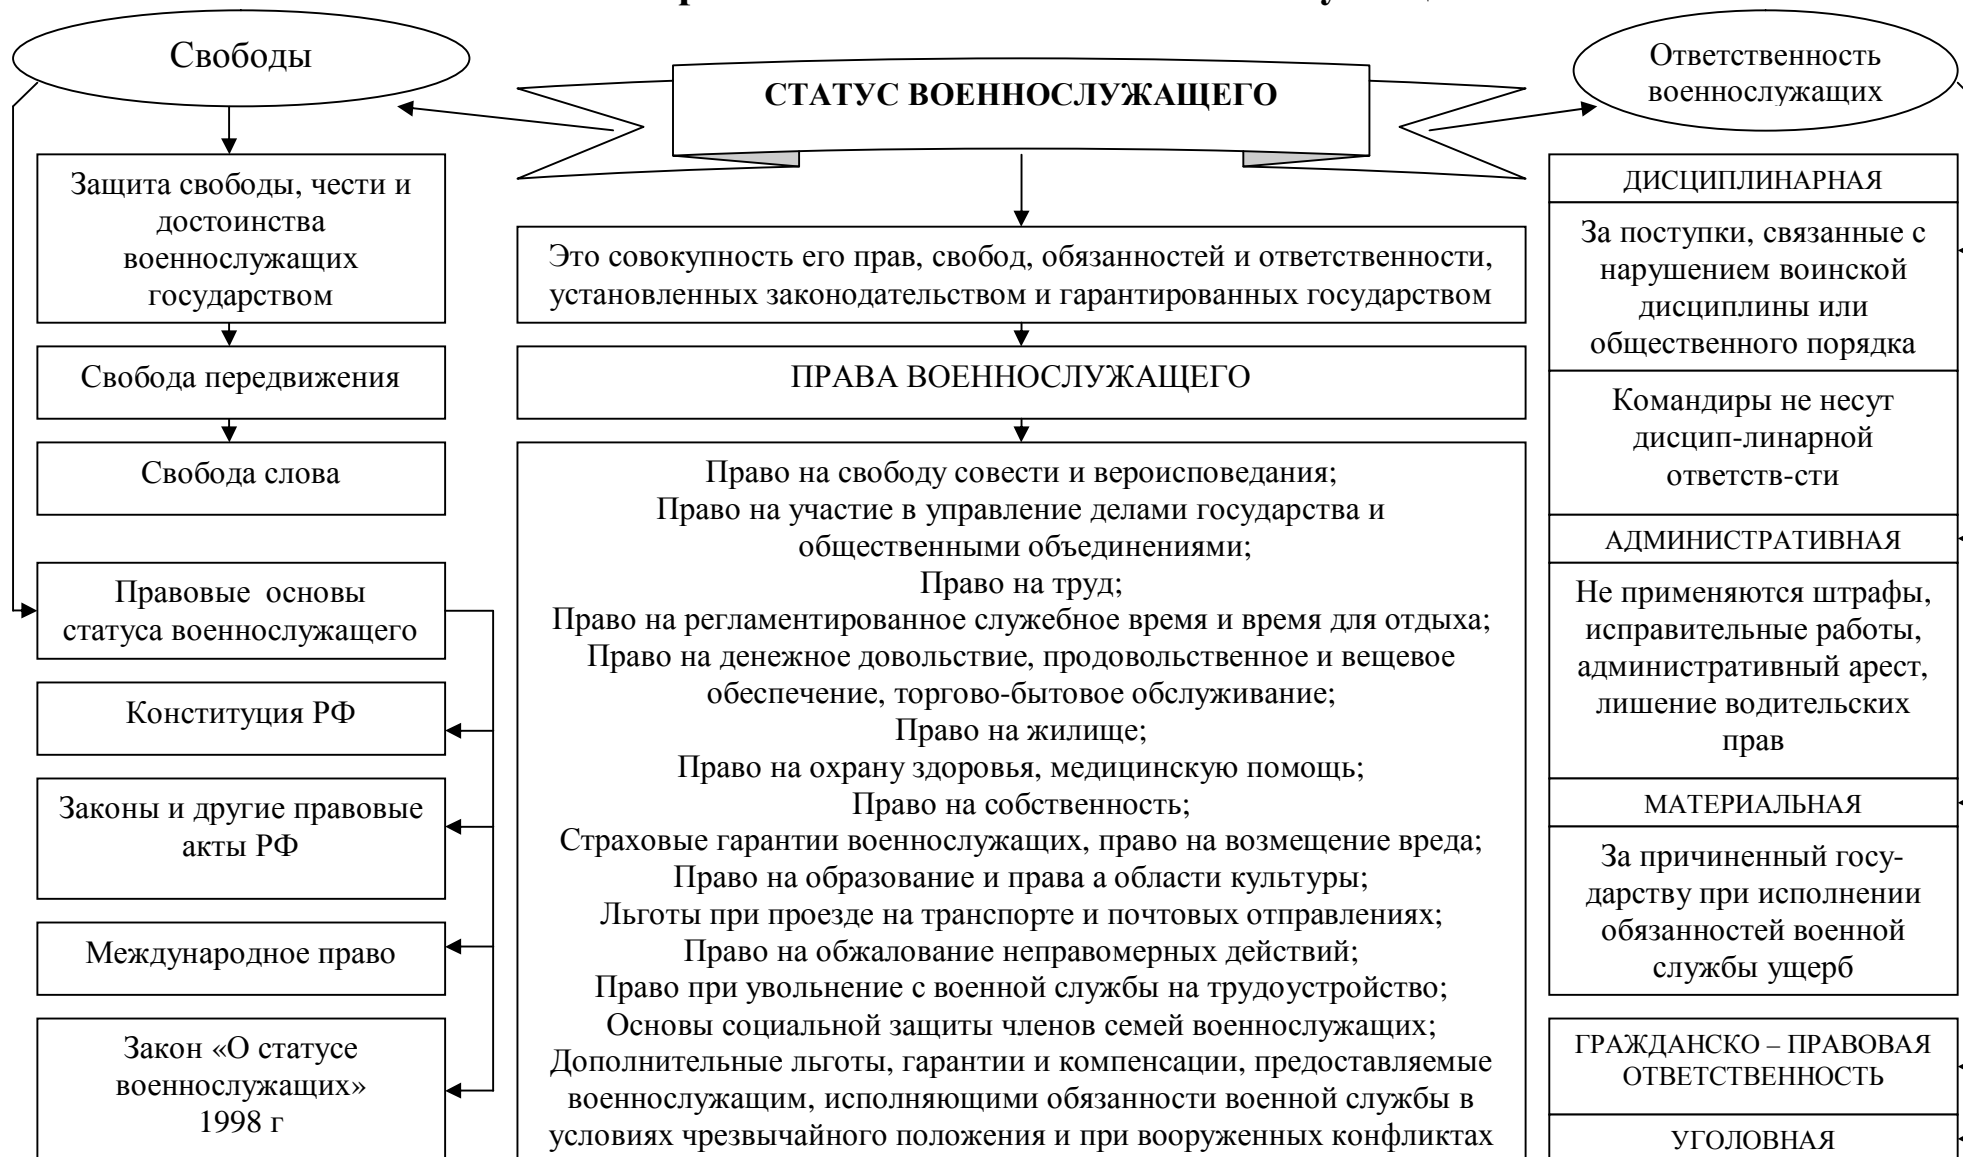 Свободы
СТАТУС ВОЕННОСЛУЖАЩЕГО
Ответственность
военнослужащих
Защита свободы, чести и
достоинства
военнослужащих
государством
Свобода передвижения
Свобода слова
Правовые основы
статуса военнослужащего
Конституция РФ
Законы и другие правовые
акты РФ
Международное право
Закон «О статусе
военнослужащих»
1998 г
Это совокупность его прав, свобод, обязанностей и ответственности,
установленных законодательством и гарантированных государством
ПРАВА ВОЕННОСЛУЖАЩЕГО
Право на свободу совести и вероисповедания;
Право на участие в управление делами государства и
общественными объединениями;
Право на труд;
Право на регламентированное служебное время и время для отдыха;
Право на денежное довольствие, продовольственное и вещевое
обеспечение, торгово-бытовое обслуживание;
Право на жилище;
Право на охрану здоровья, медицинскую помощь;
Право на собственность;
Страховые гарантии военнослужащих, право на возмещение вреда;
Право на образование и права а области культуры;
Льготы при проезде на транспорте и почтовых отправлениях;
Право на обжалование неправомерных действий;
Право при увольнение с военной службы на трудоустройство;
Основы социальной защиты членов семей военнослужащих;
Дополнительные льготы, гарантии и компенсации, предоставляемые
военнослужащим, исполняющими обязанности военной службы в
условиях чрезвычайного положения и при вооруженных конфликтах
ДИСЦИПЛИНАРНАЯ
За поступки, связанные с
нарушением воинской
дисциплины или
общественного порядка
Командиры не несут
дисцип-линарной
ответств-сти
АДМИНИСТРАТИВНАЯ
Не применяются штрафы,
исправительные работы,
административный арест,
лишение водительских
прав
МАТЕРИАЛЬНАЯ
За причиненный госу-
дарству при исполнении
обязанностей военной
службы ущерб
ГРАЖДАНСКО – ПРАВОВАЯ
ОТВЕТСТВЕННОСТЬ
УГОЛОВНАЯ